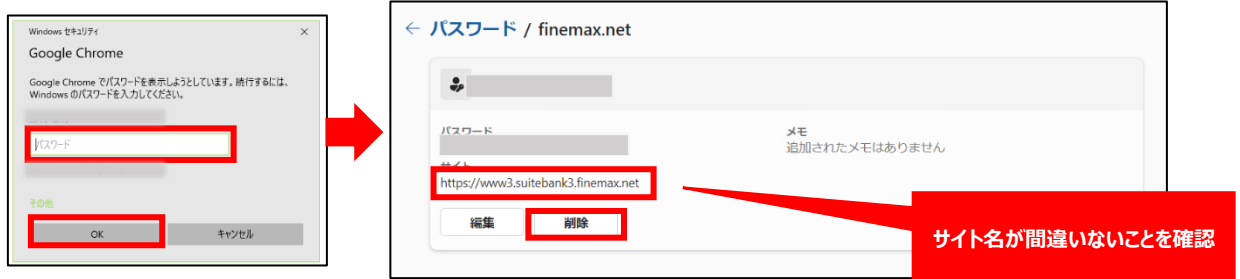 Windows セキュリティ
Google Chrome
Google Chrome でパスワードを表示しようとしています。続行するには、
Windows のパスワードを入力してください。
パスワード
その他
OK
キャンセル
パスワード / finemax.net
パスワード
サイト
https://www3.suitebank3.finemax.net
メモ
追加されたメモはありません
編集
削除
サイト名が間違いないことを確認